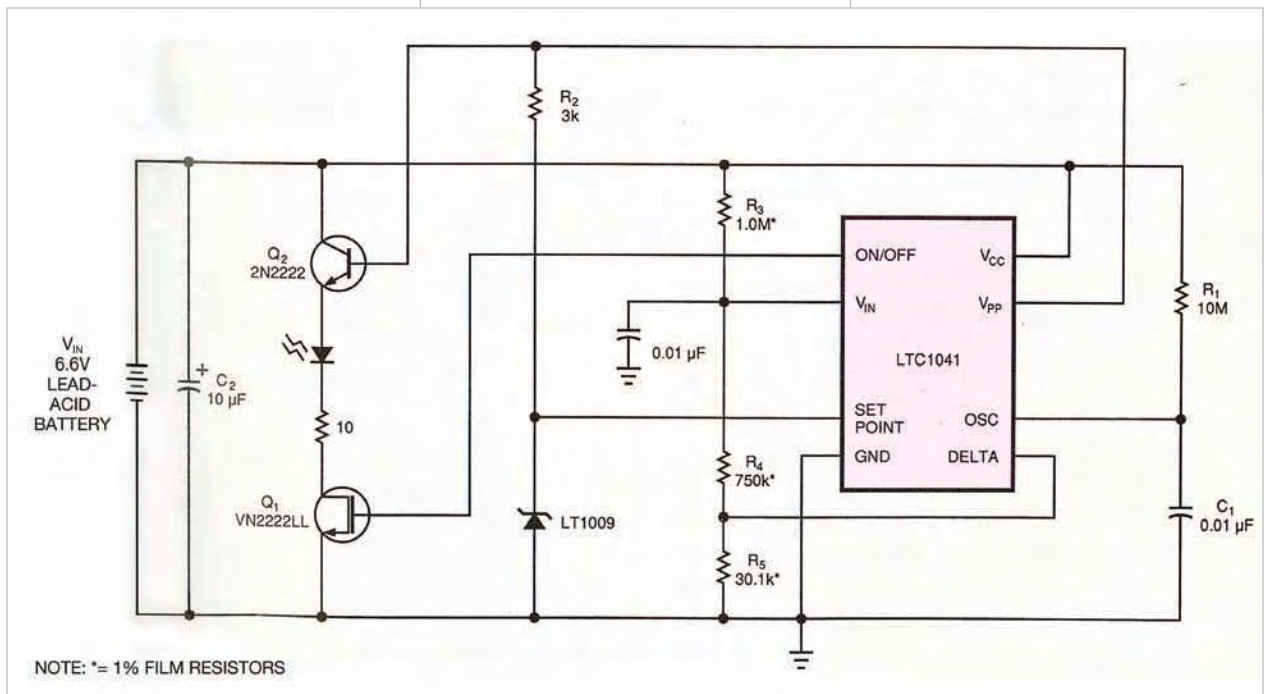 R2
3k
R3
1.0M*
Q2
2N2222
ON/OFF
VCC
VIN
VPP
R1
10M
0.01 µF
LTC1041
VIN
6.6V
LEAD-
ACID
BATTERY
+
C2
10 µF
10
SET
POINT
OSC
GND
DELTA
R4
750k*
Q1
VN2222LL
LT1009
C1
0.01 µF
R5
30.1k*
NOTE: *= 1% FILM RESISTORS